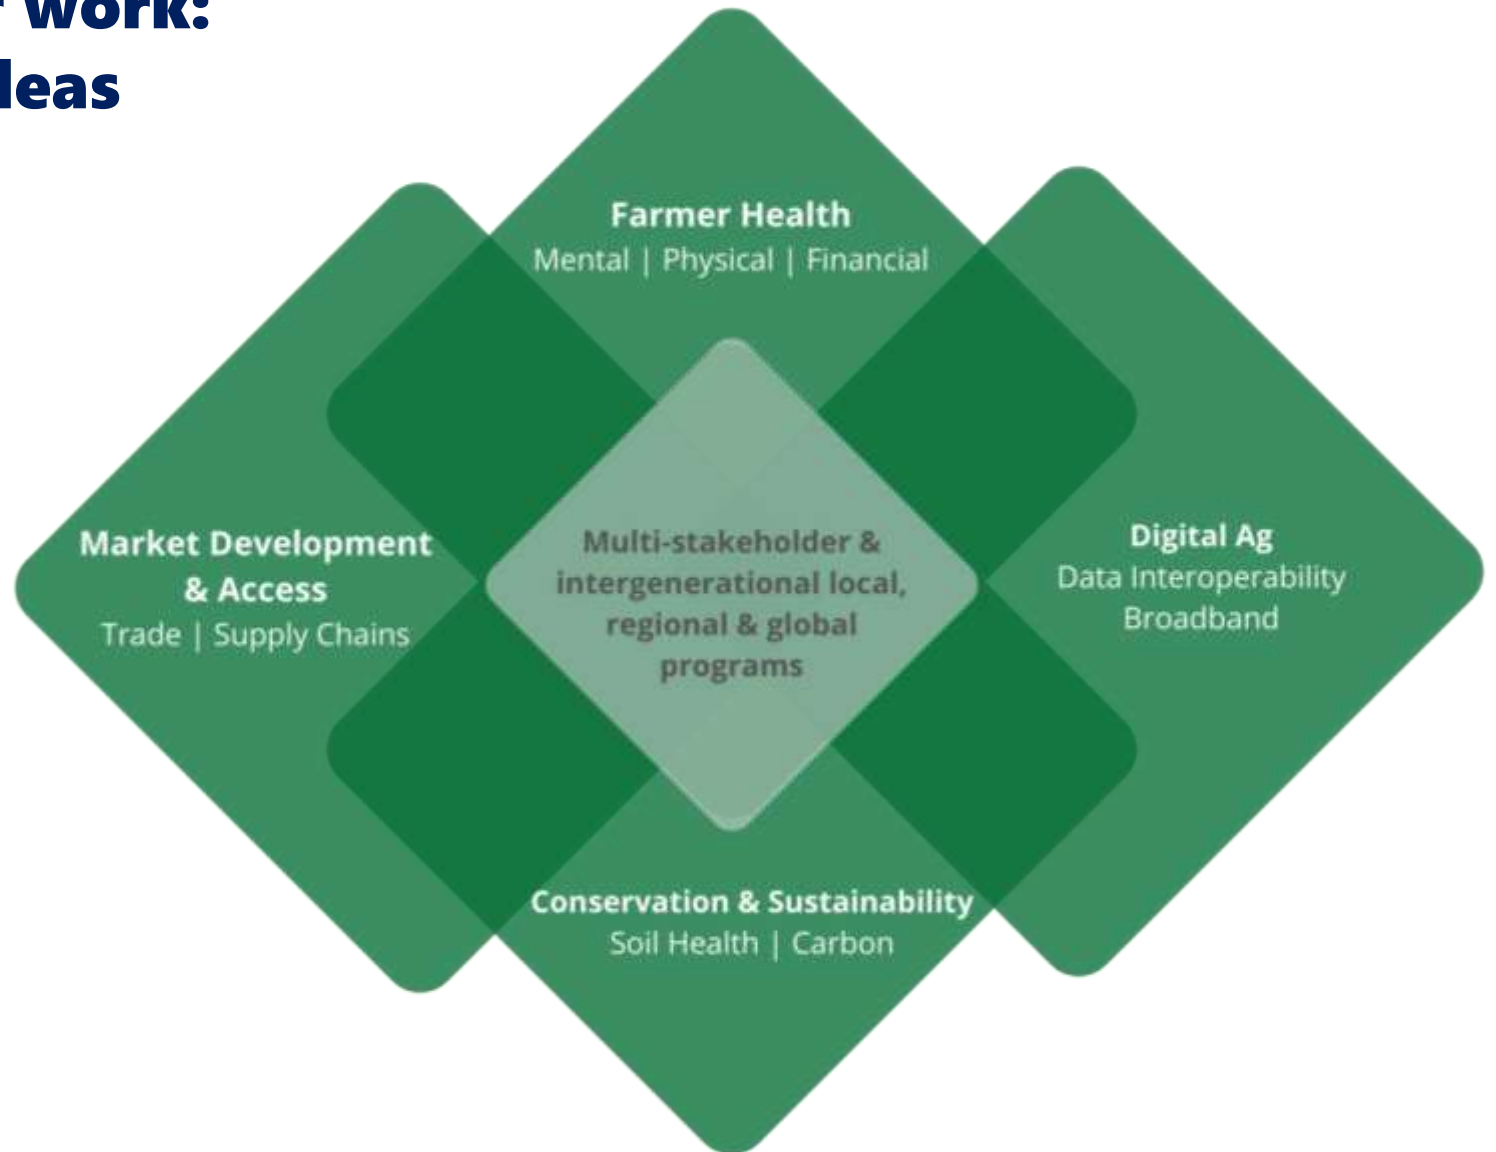 work:
Farmer Health
Mental | Physical | Financial
Market Development
& Access
Trade | Supply Chains
Multi-stakeholder &
intergenerational local,
regional & global
programs
Digital Ag
Data Interoperability
Broadband
Conservation & Sustainability
Soil Health | Carbon